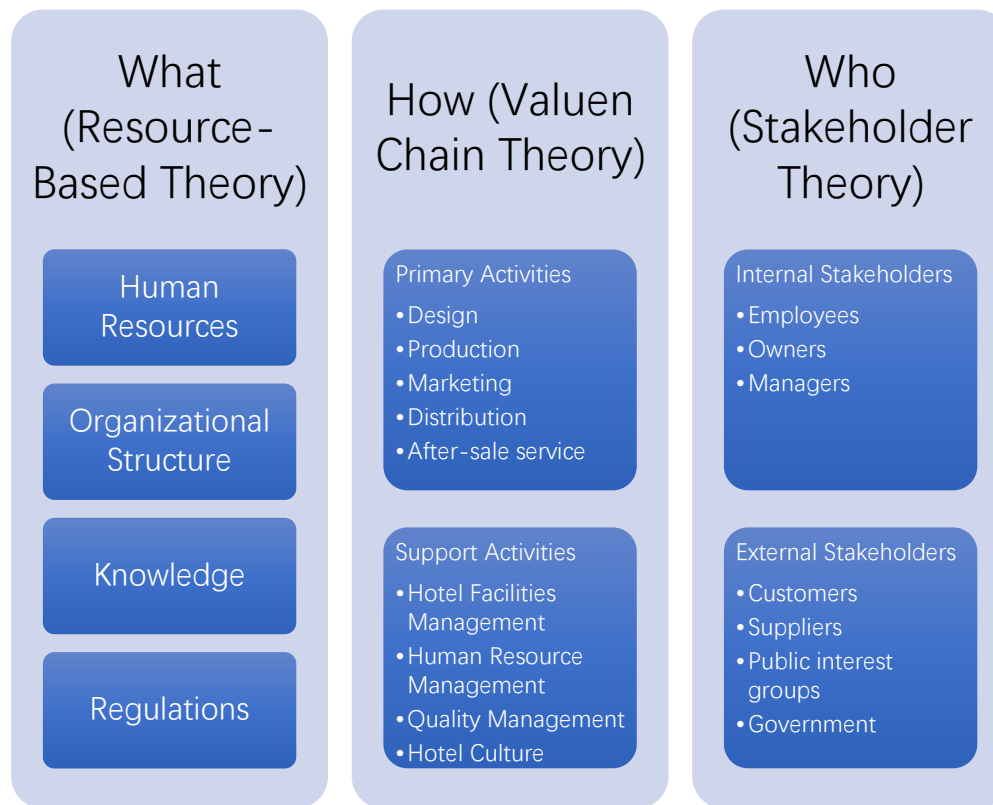 What
(Resource-
Based Theory)
Human
Resources
Organizational
Structure
Knowledge
Regulations
How (Valuen
Chain Theory)
Primary Activities
•Design
•Production
•Marketing
•Distribution
•After-sale service
Support Activities
•Hotel Facilities
Management
•Human Resource
Management
•Quality Management
•Hotel Culture
Who
(Stakeholder
Theory)
Internal Stakeholders
•Employees
•Owners
•Managers
External Stakeholders
•Customers
•Suppliers
•Public interest
groups
•Government